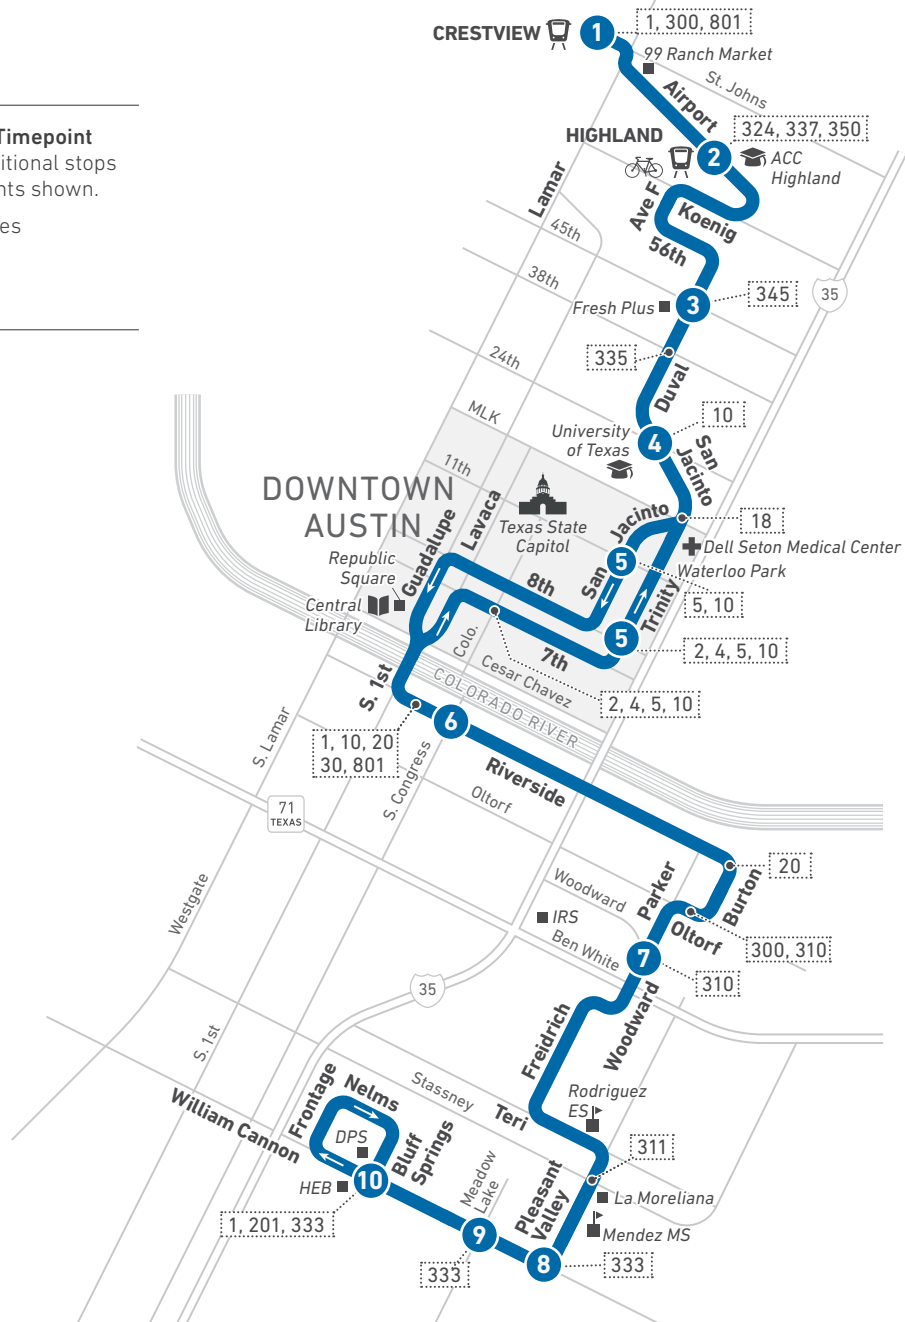 CRESTVIEW
1
1, 300, 801
99 Ranch Market
St. Johns
Airport
Timepoint
itional stops
nts shown.
es
HIGHLAND
2
324, 337, 350
ACC
Highland
Lamar
Ave F
Koenig
45th
56th
38th
Fresh Plus
3
345
35
335
24th
Duval
MLK
10
University
of Texas
4
San
Jacinto
11th
DOWNTOWN
AUSTIN
Guadalupe
Lavaca
Texas State
Capitol
San
Jacinto
18
Dell Seton Medical Center
Waterloo Park
Republic
Square
Central
Library
8th
5
5, 10
Trinity
5
2, 4, 5, 10
7th
Colo.
Cesar Chavez
2, 4, 5, 10
S. 1st
COLORADO RIVER
6
1, 10, 20
30, 801
S. Lamar
S. Congress
Riverside
Oltorf
71
TEXAS
20
Burton
Parker
Woodward
Oltorf
300, 310
IRS
Ben White
7
310
Westgate
35
Woodward
Freidrich
S. 1st
Rodriguez
ES
Stassney
Teri
Frontage
Nelms
William Cannon
DPS
Bluff
Springs
311
HEB
10
Meadow
Lake
Pleasant
Valley
La Moreliana
Mendez MS
1, 201, 333
9
333
8
333